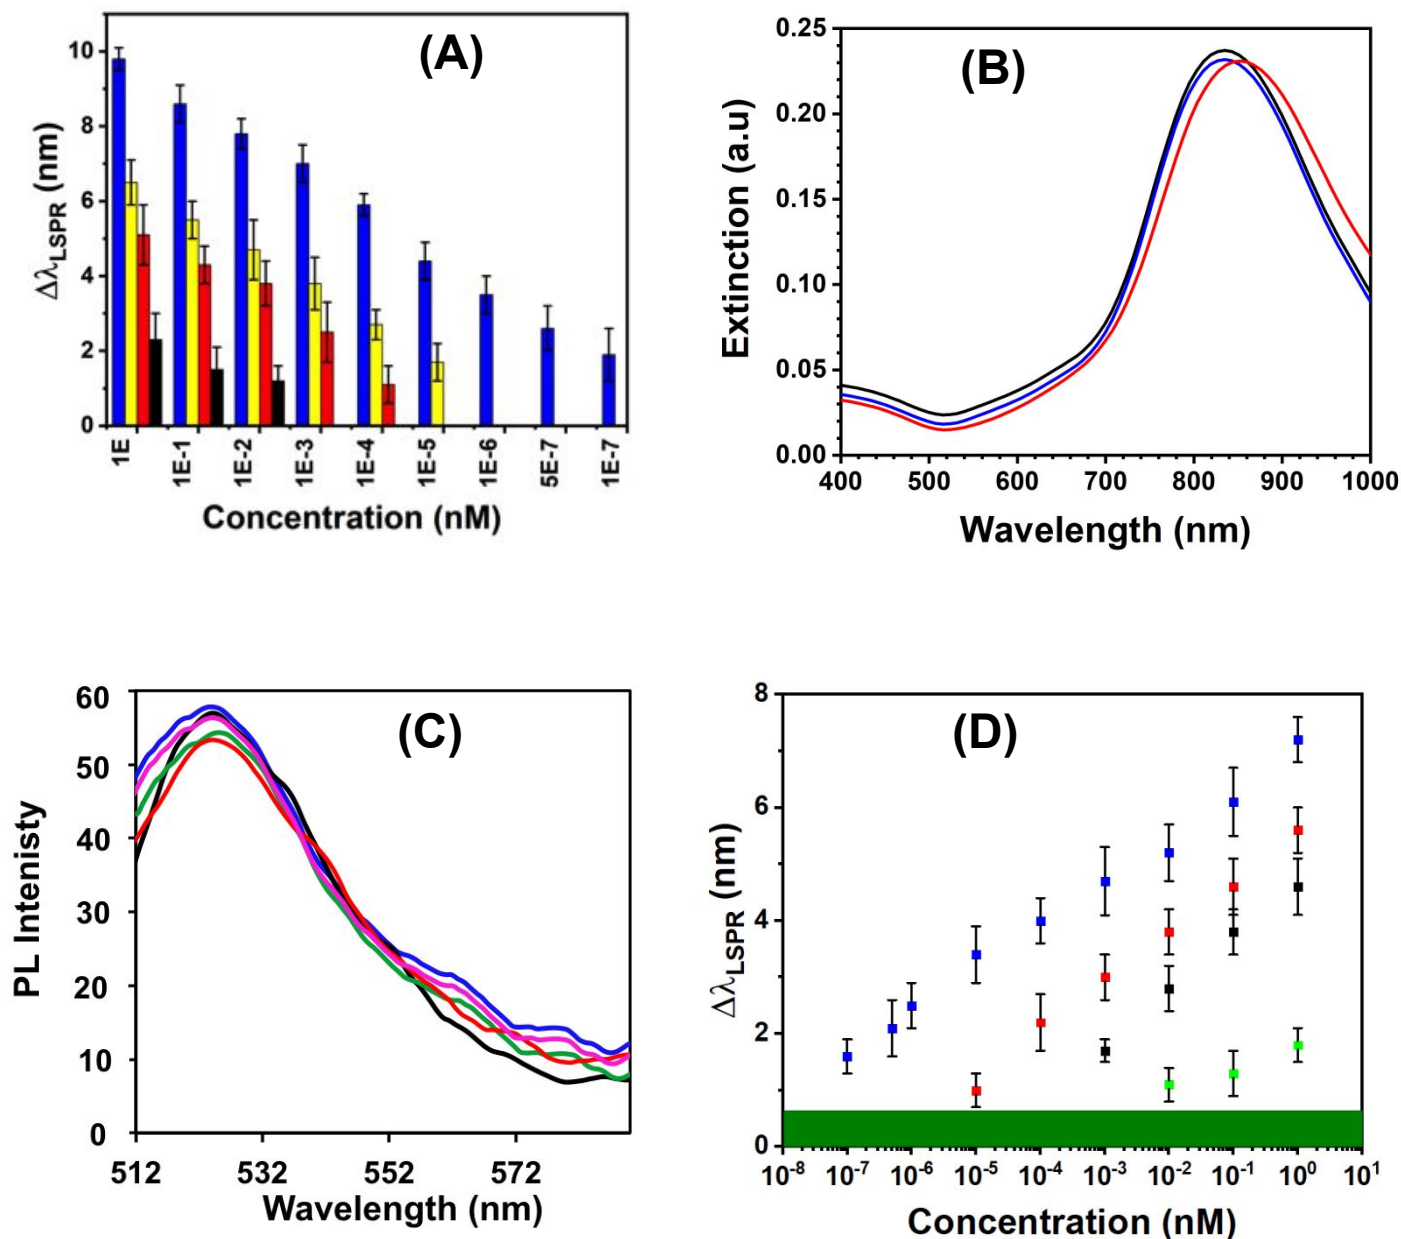 (A)
ΔλLSPR (nm)
10
8
6
4
2
0
1E 1E-1 1E-2 1E-3 1E-4 1E-5 1E-6 5E-7 1E-7
Concentration (nM)
(B)
Extinction (a.u)
0.25
0.20
0.15
0.10
0.05
0.00
400 500 600 700 800 900 1000
Wavelength (nm)
(C)
PL Intenisty
60
50
40
30
20
10
0
512 532 552 572
Wavelength (nm)
(D)
ΔλLSPR (nm)
8
6
4
2
0
10-8 10-7 10-6 10-5 10-4 10-3 10-2 10-1 100 101
Concentration (nM)